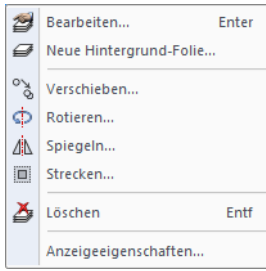 Bearbeiten... Enter
Neue Hintergrund-Folie...
Verschieben...
Rotieren...
Spiegeln...
Strecken...
Löschen Entf
Anzeigeeigenschaften...